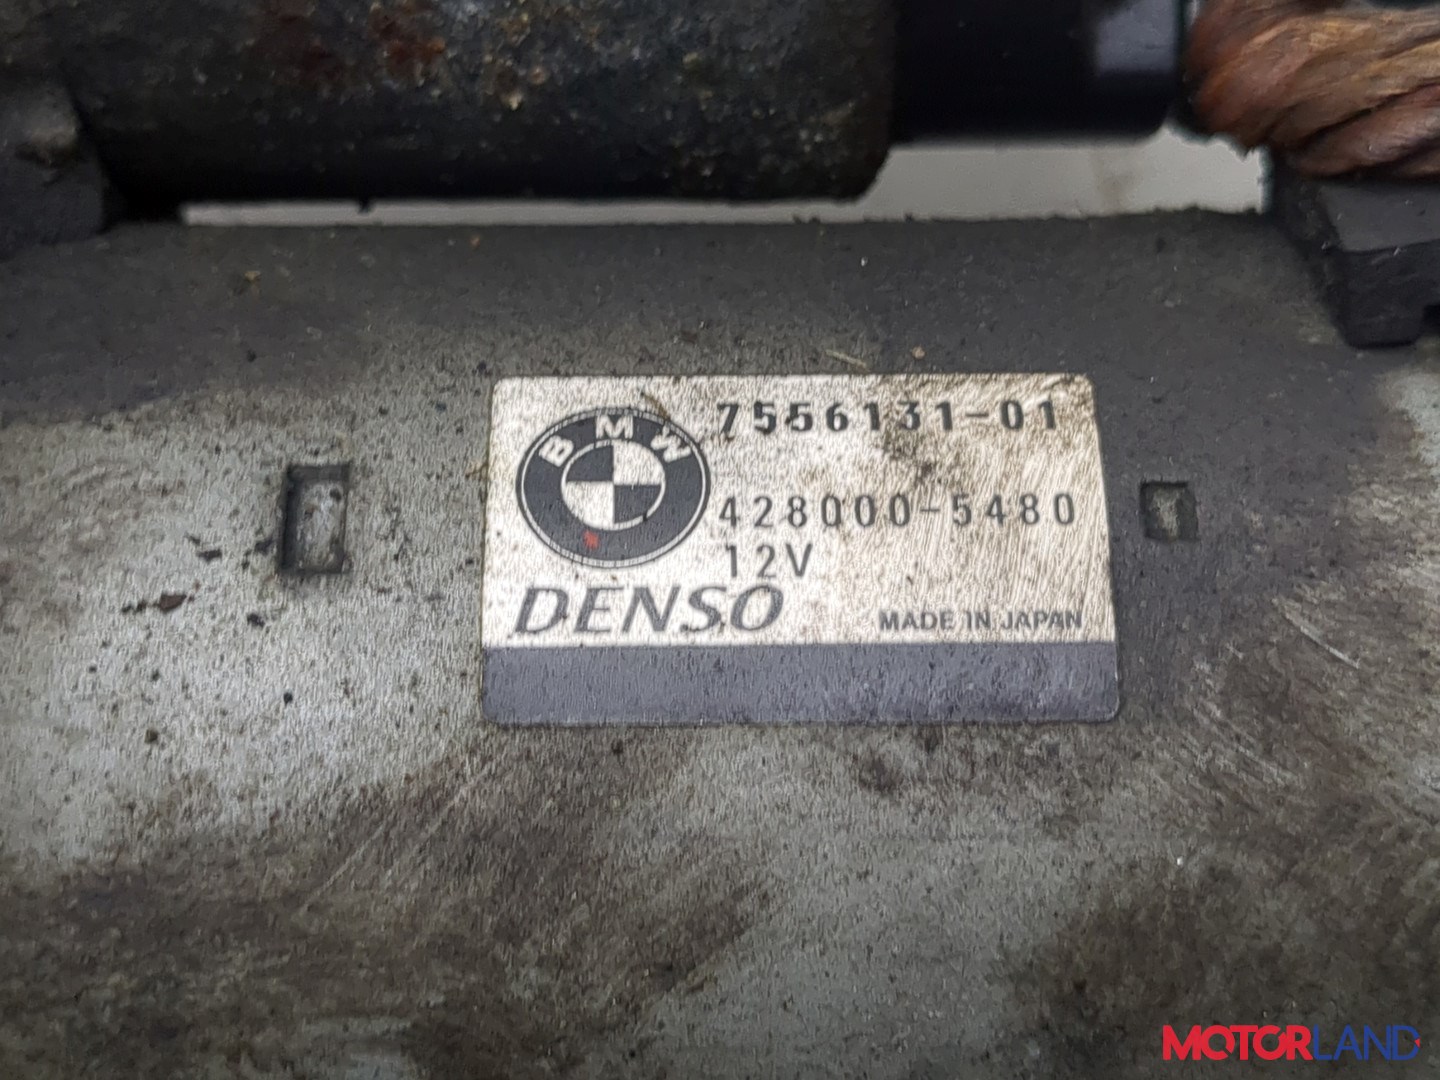 7556131-01
BMW
428000-5480
12V
DENSO
MADE IN JAPAN
MOTORLAND